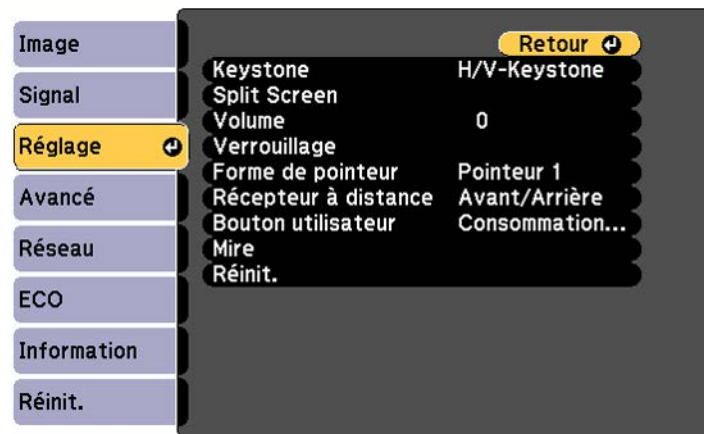 Image
Signal
Réglage
Avancé
Réseau
ECO
Information
Réinit.
Retour
Keystone H/V-Keystone
Split Screen
Volume 0
Verrouillage
Forme de pointeur Pointeur 1
Récepteur à distance Avant/Arrière
Bouton utilisateur Consommation...
Mire
Réinit.